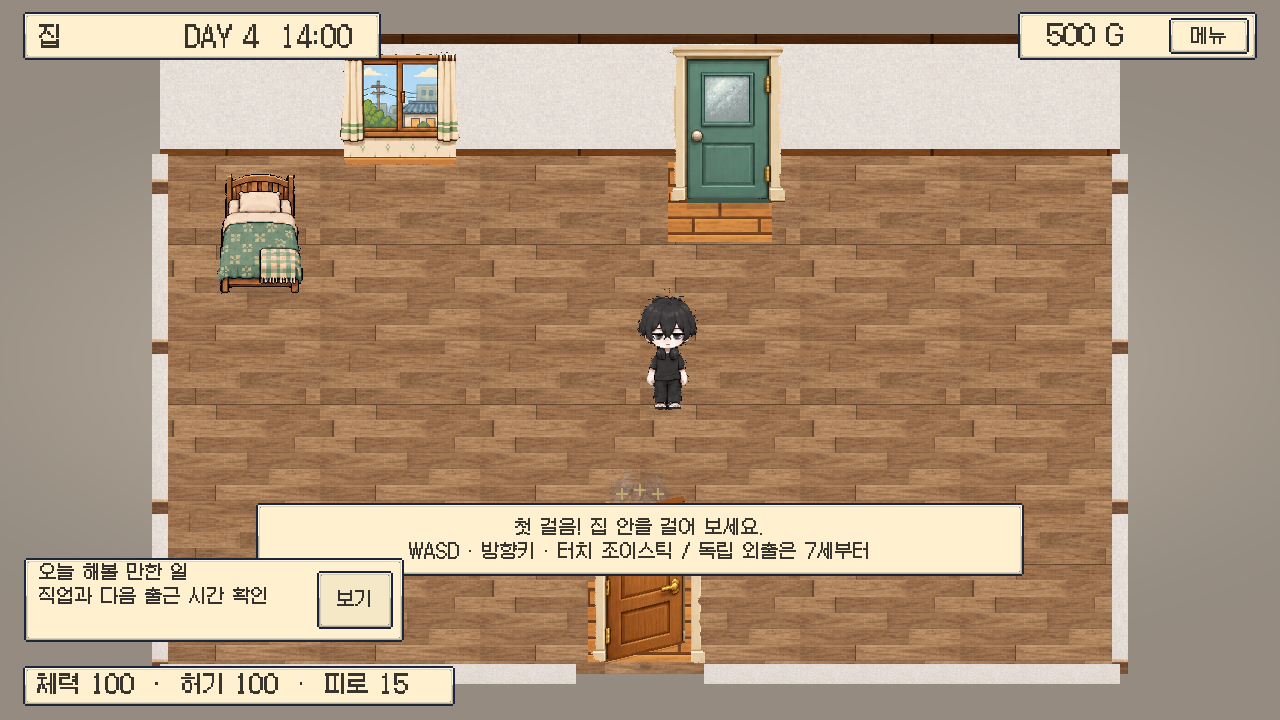 집 DAY 4 14:00
500 G 메뉴
첫 걸음! 집 안을 걸어 보세요.
WASD · 방향키 · 터치 조이스틱 / 독립 외출은 7세부터
오늘 해볼 만한 일
직업과 다음 출근 시간 확인
보기
체력 100 · 허기 100 · 피로 15